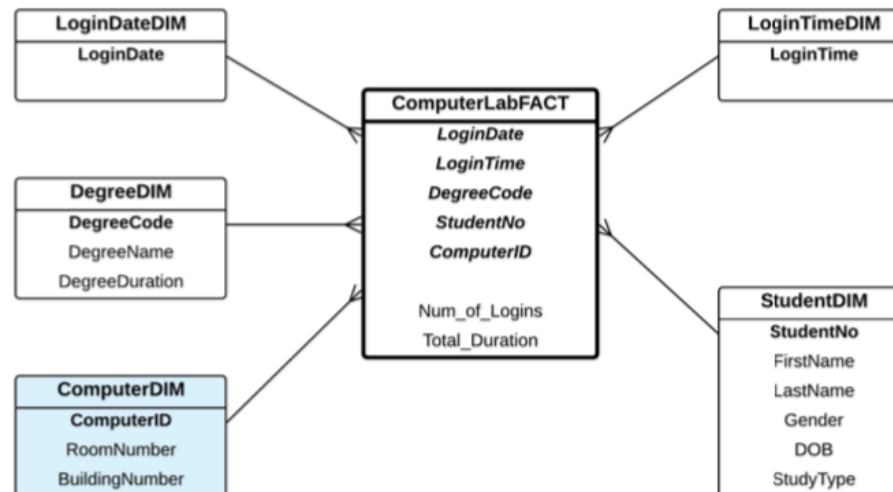 LoginDateDIM
LoginDate
LoginTimeDIM
LoginTime
ComputerLabFACT
LoginDate
LoginTime
DegreeCode
StudentNo
ComputerID
Num_of_Logins
Total_Duration
DegreeDIM
DegreeCode
DegreeName
DegreeDuration
StudentDIM
StudentNo
FirstName
LastName
Gender
DOB
StudyType
ComputerDIM
ComputerID
RoomNumber
BuildingNumber